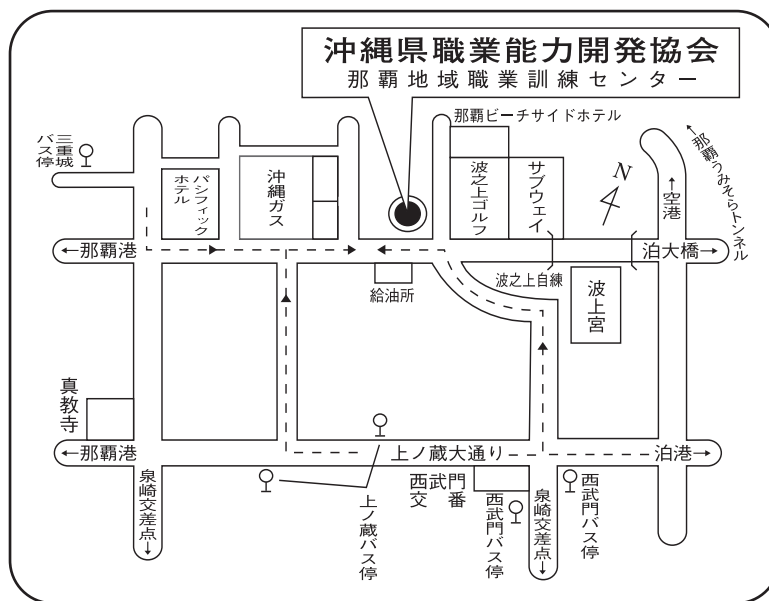 沖縄県職業能力開発協会
那覇地域職業訓練センター
那覇ビーチサイドホテル
三重城
バス停
パシフィック
ホテル
沖縄ガス
波之上ゴルフ
サブウェイ
N
←那覇うみそらトンネル
←空港
←那覇港
泊大橋→
給油所
波之上自練
波上宮
真教寺
←那覇港
上ノ蔵大通り
泊港→
泉崎交差点→
上ノ蔵バス停
西武門
交番
西武門バス停
泉崎交差点→
西武門バス停